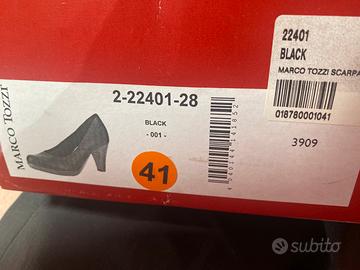 22401
BLACK
MARCO TOZZI SCARPA
018780001041
3909
MARCO TOZZI
2-22401-28
BLACK
- 001 -
41
subito